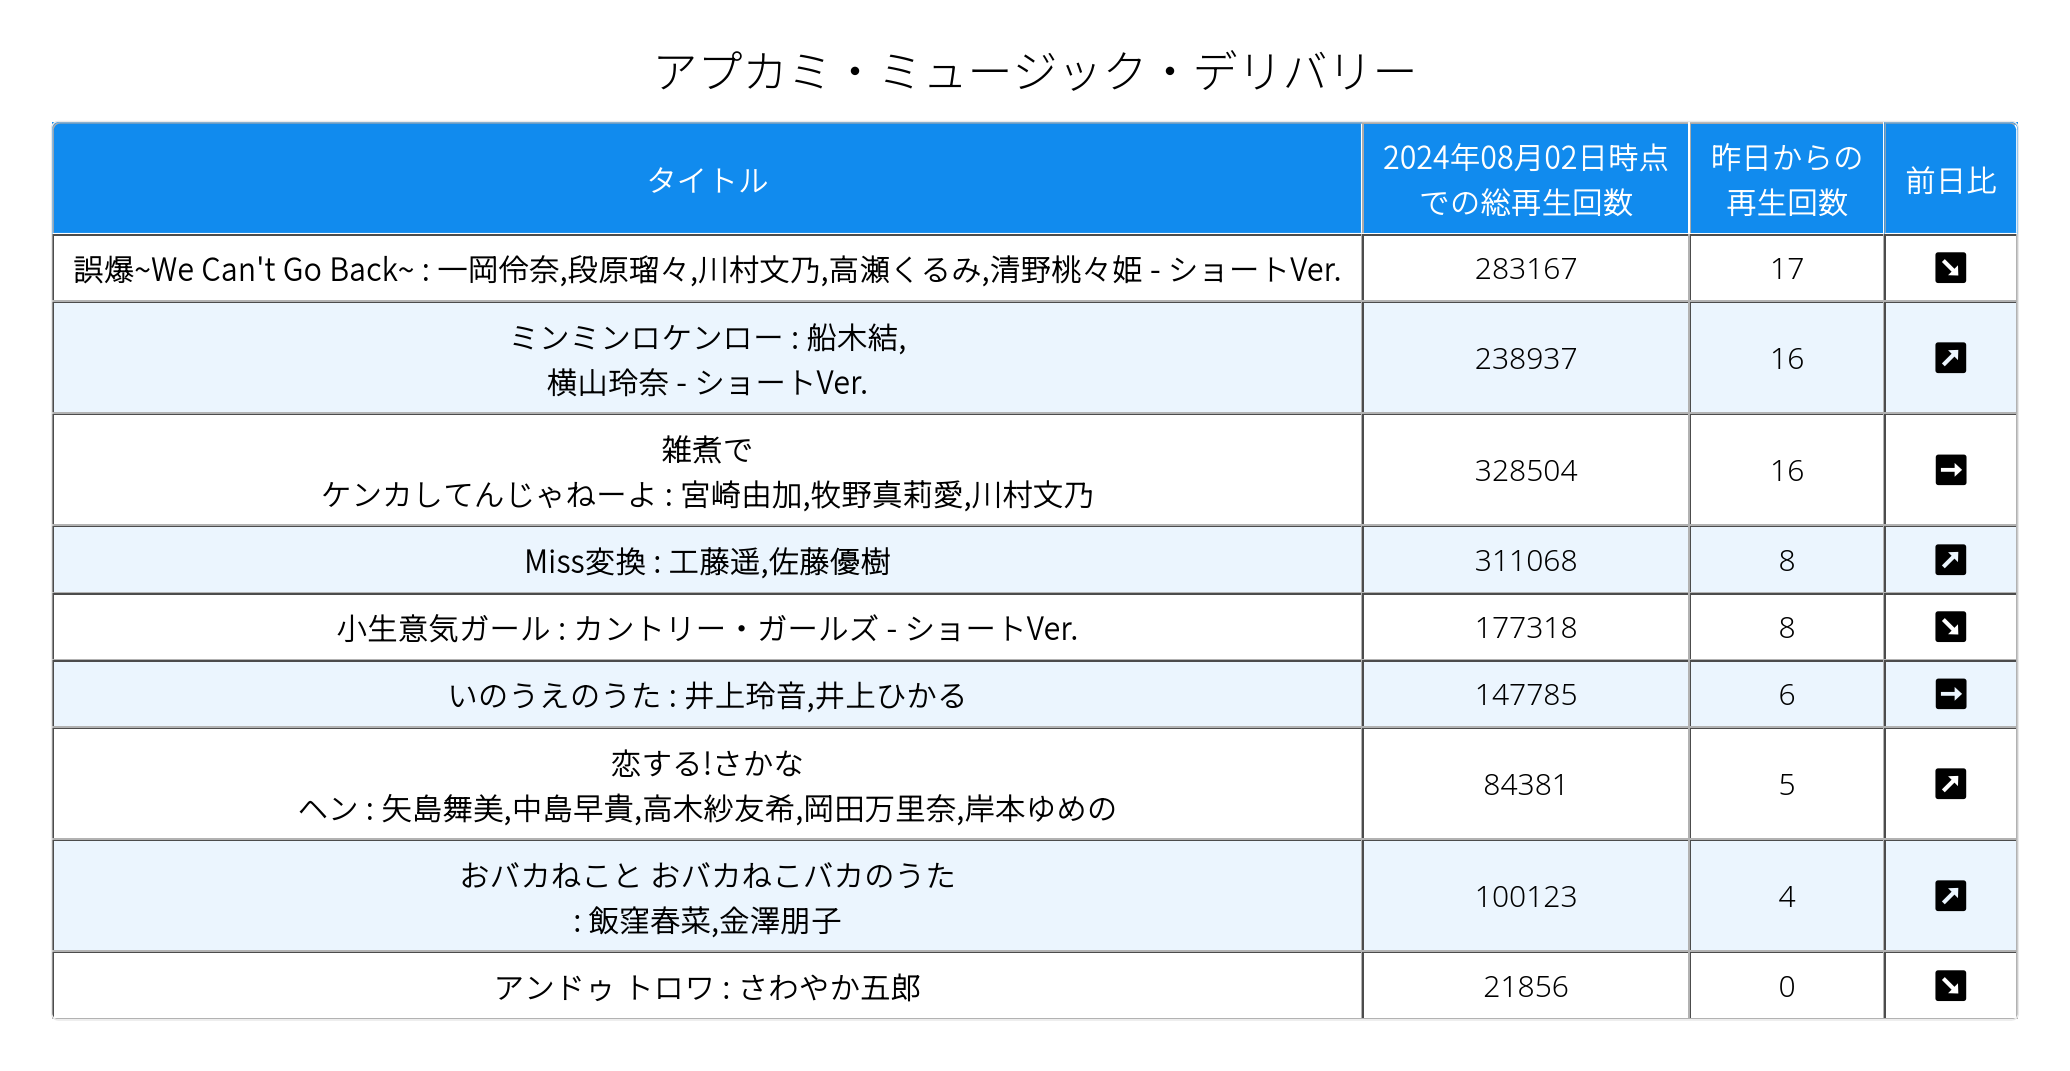 アプカミ・ミュージック・デリバリー
タイトル
2024年08月02日時点
での総再生回数
昨日からの
再生回数
前日比
誤爆~We Can't Go Back~ : 一岡伶奈,段原瑠々,川村文乃,高瀬くるみ,清野桃々姫 - ショートVer.
283167
17
ミンミンロケンロー : 船木結,
横山玲奈 - ショートVer.
238937
16
雑煮で
ケンカしてんじゃねーよ : 宮崎由加,牧野真莉愛,川村文乃
328504
16
Miss変換 : 工藤遥,佐藤優樹
311068
8
小生意気ガール : カントリー・ガールズ - ショートVer.
177318
8
いのうえのうた : 井上玲音,井上ひかる
147785
6
恋する!さかな
ヘン : 矢島舞美,中島早貴,高木紗友希,岡田万里奈,岸本ゆめの
84381
5
おバカねこと おバカねこバカのうた
: 飯窪春菜,金澤朋子
100123
4
アンドゥ トロワ : さわやか五郎
21856
0